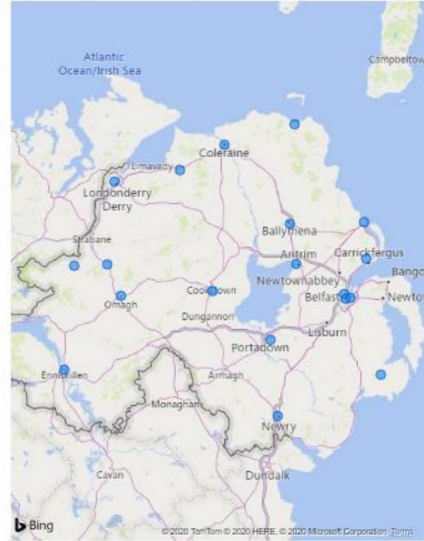 Atlantic
Ocean/Irish Sea
Campbeltow
Coleraine
Limavady
Londonderry
Derry
Strabane
Ballymena
Antrim
Carrickfergus
Bango
Newtownabbey
Cookstown
Belfast
Newto
Omagh
Dungannon
Lisburn
Portadown
Enniskillen
Armagh
Monaghan
Newry
Cavan
Dundalk
Bing
© 2020 TomTom © 2020 HERE, © 2020 Microsoft Corporation Terms